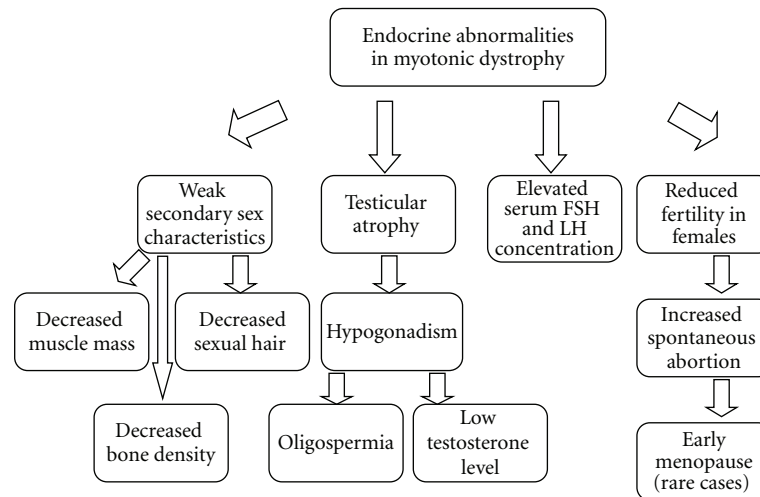 Endocrine abnormalities
in myotonic dystrophy
Weak
secondary sex
characteristics
Testicular
atrophy
Elevated
serum FSH
and LH
concentration
Reduced
fertility in
females
Decreased
muscle mass
Decreased
sexual hair
Hypogonadism
Increased
spontaneous
abortion
Decreased
bone density
Oligospermia
Low
testosterone
level
Early
menopause
(rare cases)